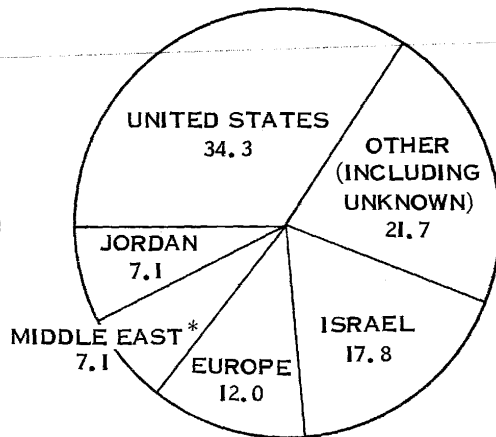 UNITED STATES
34.3
OTHER
(INCLUDING
UNKNOWN)
21.7
JORDAN
7.1
MIDDLE EAST*
7.1
EUROPE
12.0
ISRAEL
17.8